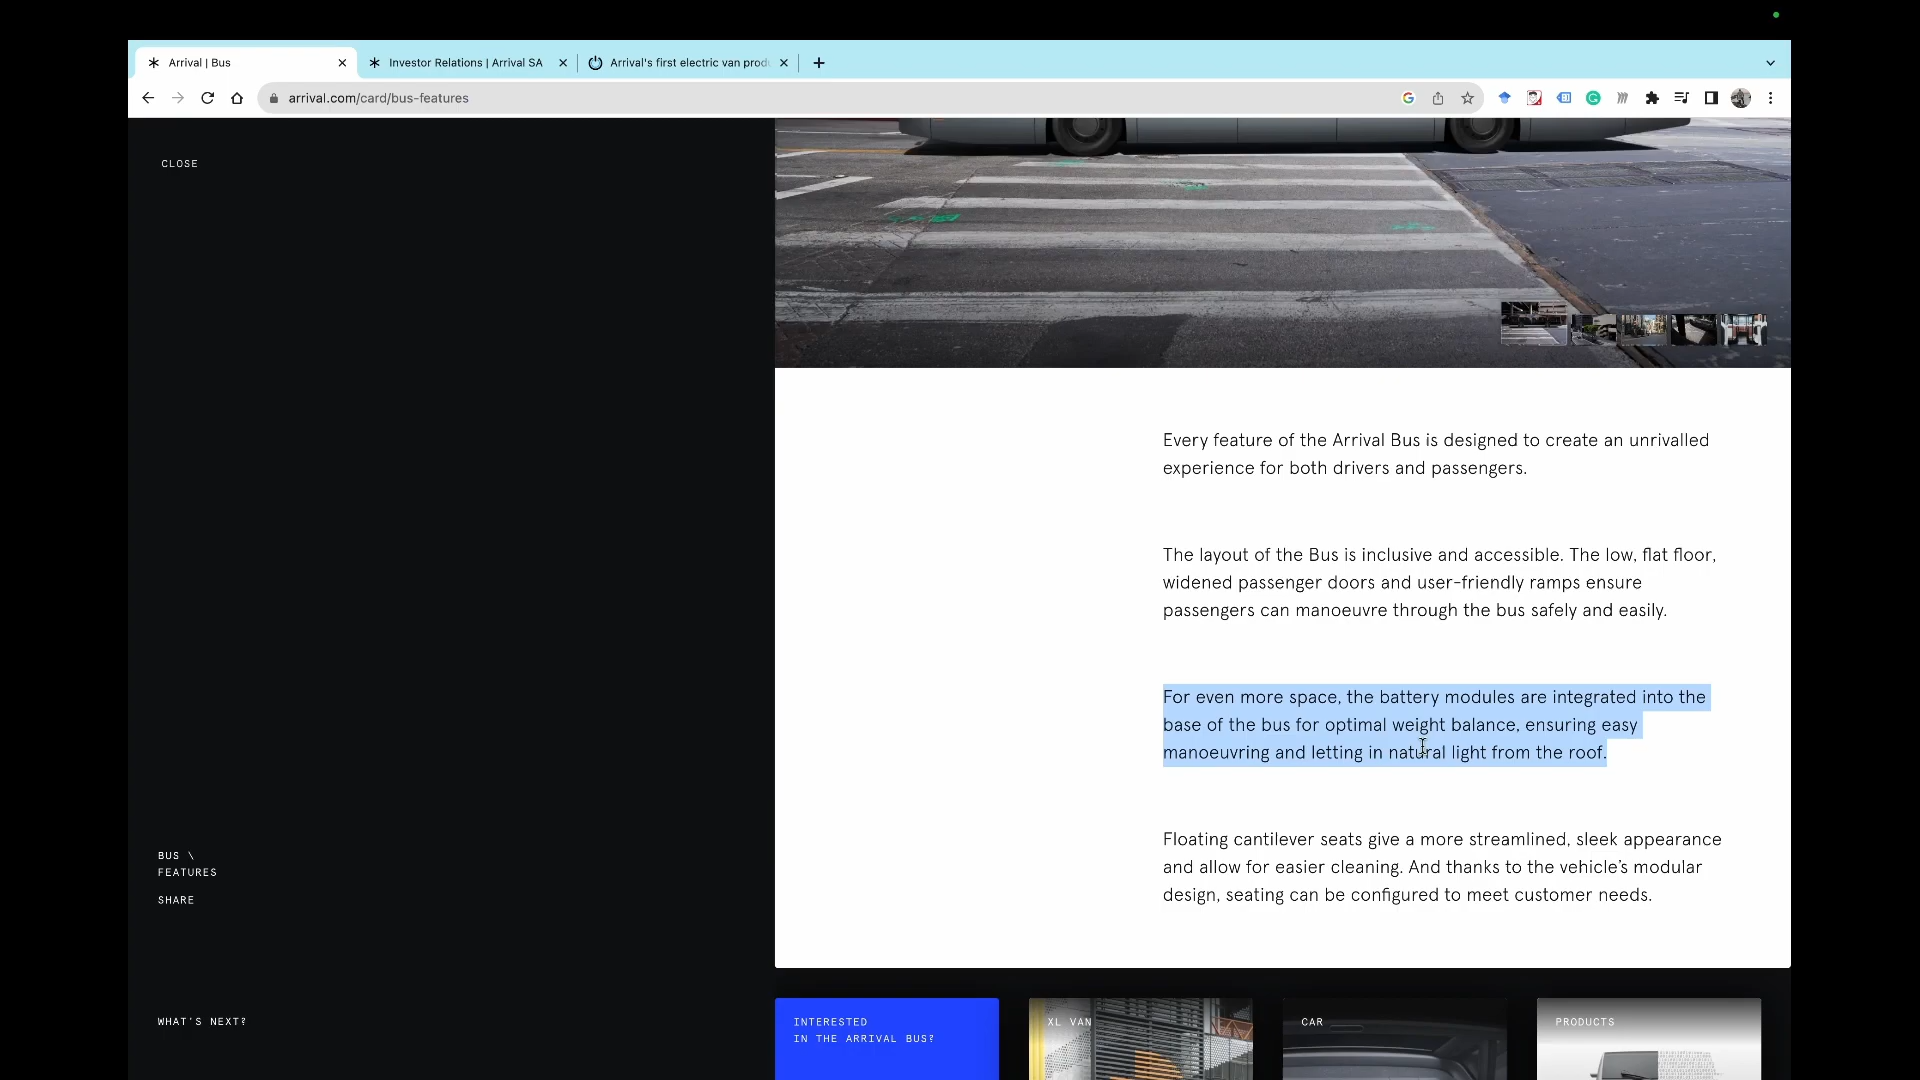 Arrival | Bus
Investor Relations | Arrival SA
Arrival's first electric van produ
arrival.com/card/bus-features
CLOSE
Every feature of the Arrival Bus is designed to create an unrivalled
experience for both drivers and passengers.
The layout of the Bus is inclusive and accessible. The low, flat floor,
widened passenger doors and user-friendly ramps ensure
passengers can manoeuvre through the bus safely and easily.
For even more space, the battery modules are integrated into the
base of the bus for optimal weight balance, ensuring easy
manoeuvring and letting in natural light from the roof.
Floating cantilever seats give a more streamlined, sleek appearance
and allow for easier cleaning. And thanks to the vehicle’s modular
design, seating can be configured to meet customer needs.
BUS \
FEATURES
SHARE
WHAT'S NEXT?
INTERESTED
IN THE ARRIVAL BUS?
XL VAN
CAR
PRODUCTS